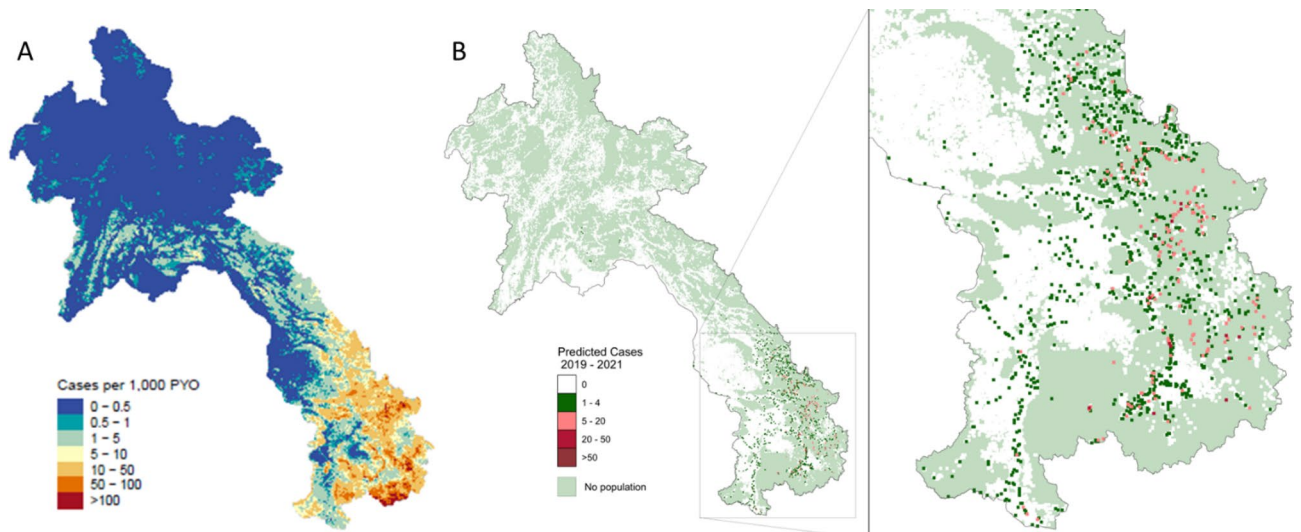 A
Cases per 1,000 PYO
0 – 0.5
0.5 – 1
1 – 5
5 – 10
10 – 50
50 – 100
>100
B
Predicted Cases
2019 - 2021
0
1 - 4
5 - 20
20 - 50
>50
No population